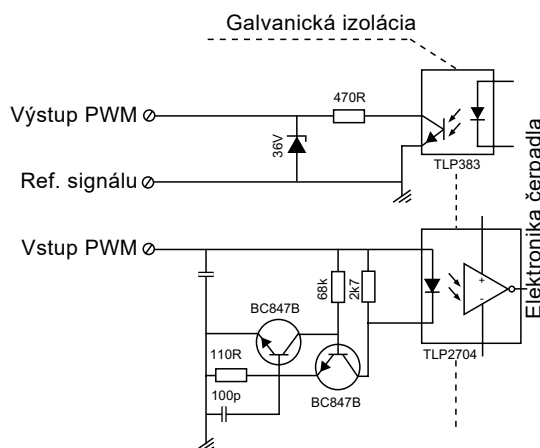 Galvanická izolácia
470R
Výstup PWM
36V
TLP383
Ref. signálu
Elektronika čerpadla
Vstup PWM
68k
2k7
+
-
BC847B
110R
TLP2704
100p
BC847B